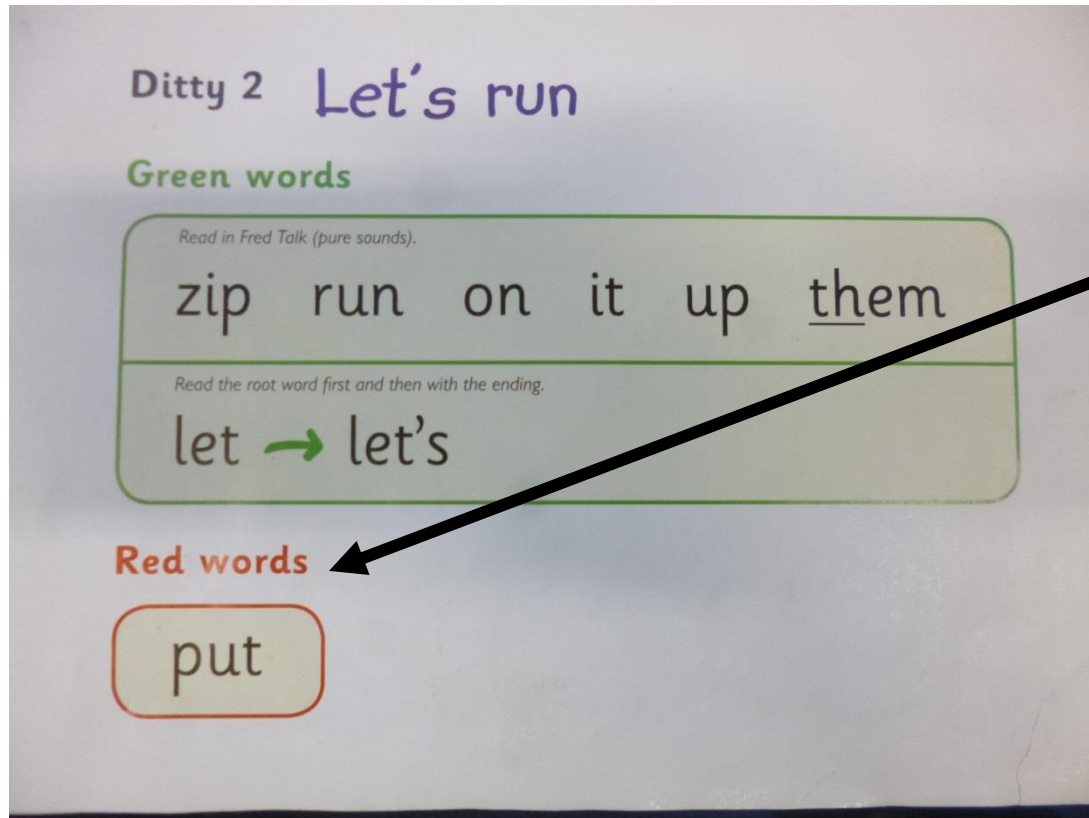 Ditty 2 Let's run
Green words
Read in Fred Talk (pure sounds).
zip run on it up them
Read the root word first and then with the ending.
let → let's
Red words
put